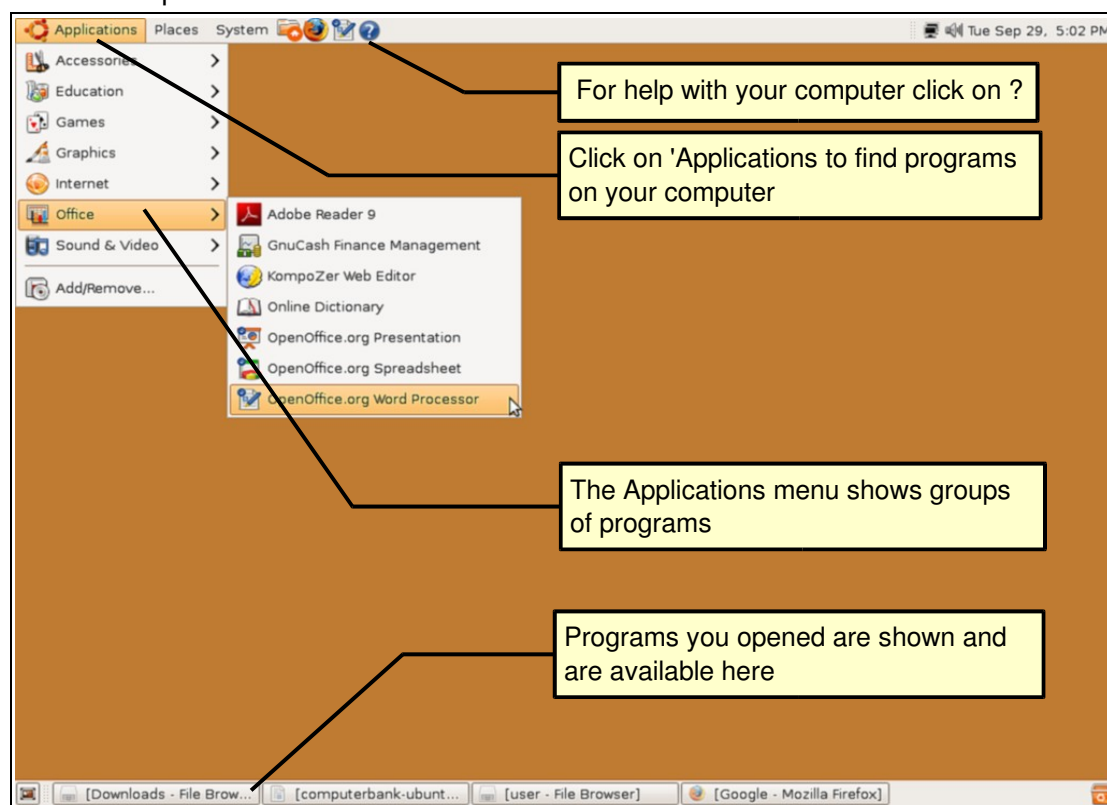 Applications Places System Tue Sep 29, 5:02 PM
Accessories
Education
Games
Graphics
Internet
Office
Sound & Video
Add/Remove...
Adobe Reader 9
GnuCash Finance Management
KompoZer Web Editor
Online Dictionary
OpenOffice.org Presentation
OpenOffice.org Spreadsheet
OpenOffice.org Word Processor
For help with your computer click on ?
Click on 'Applications to find programs
on your computer
The Applications menu shows groups
of programs
Programs you opened are shown and
are available here
[Downloads - File Brow... [computerbank-ubunt... [user - File Browser] [Google - Mozilla Firefox]